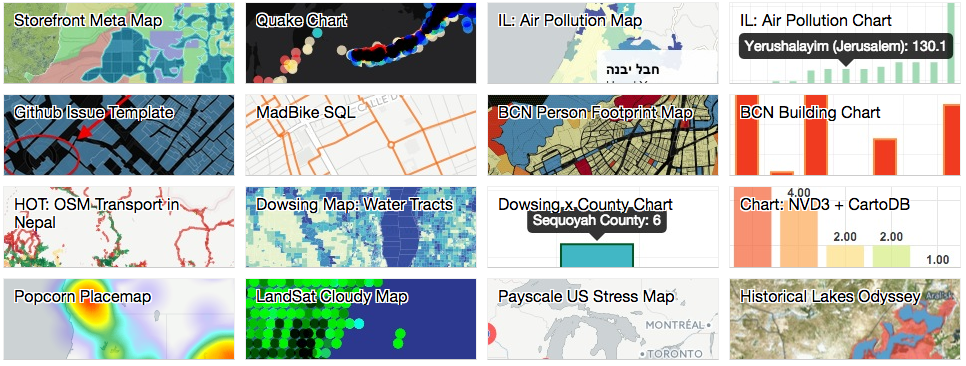 Storefront Meta Map
Quake Chart
IL: Air Pollution Map
חבל יבנה
IL: Air Pollution Chart
Yerushalayim (Jerusalem): 130.1
Github Issue Template
MadBike SQL
CALLE D
BCN Person Footprint Map
BCN Building Chart
HOT: OSM Transport in
Nepal
Dowsing Map: Water Tracts
Dowsing x County Chart
Sequoyah County: 6
Chart: NVD3 + CartoDB
4.00
2.00
2.00
1.00
Popcorn Placemap
LandSat Cloudy Map
Payscale US Stress Map
MONTRÉAL
TORONTO
Historical Lakes Odyssey
Aralsk